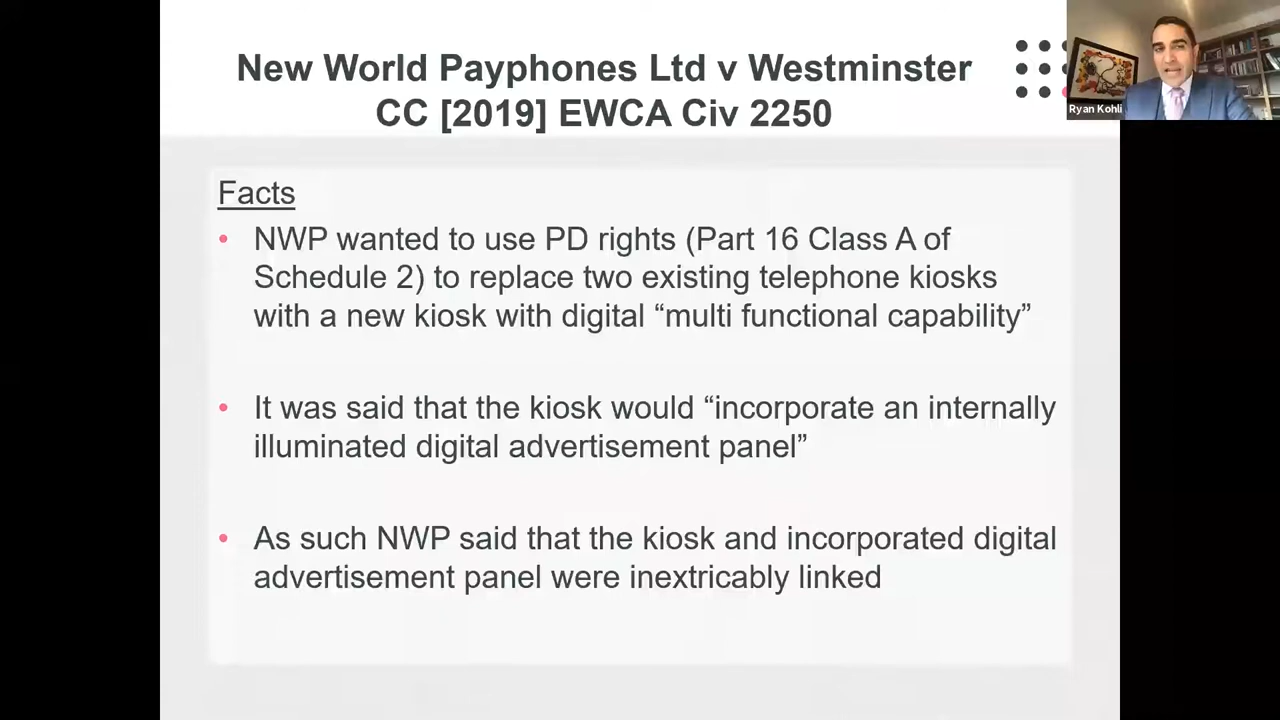 New World Payphones Ltd v Westminster
CC [2019] EWCA Civ 2250
Ryan Kohli
Facts
• NWP wanted to use PD rights (Part 16 Class A of
Schedule 2) to replace two existing telephone kiosks
with a new kiosk with digital “multi functional capability”
• It was said that the kiosk would “incorporate an internally
illuminated digital advertisement panel”
• As such NWP said that the kiosk and incorporated digital
advertisement panel were inextricably linked